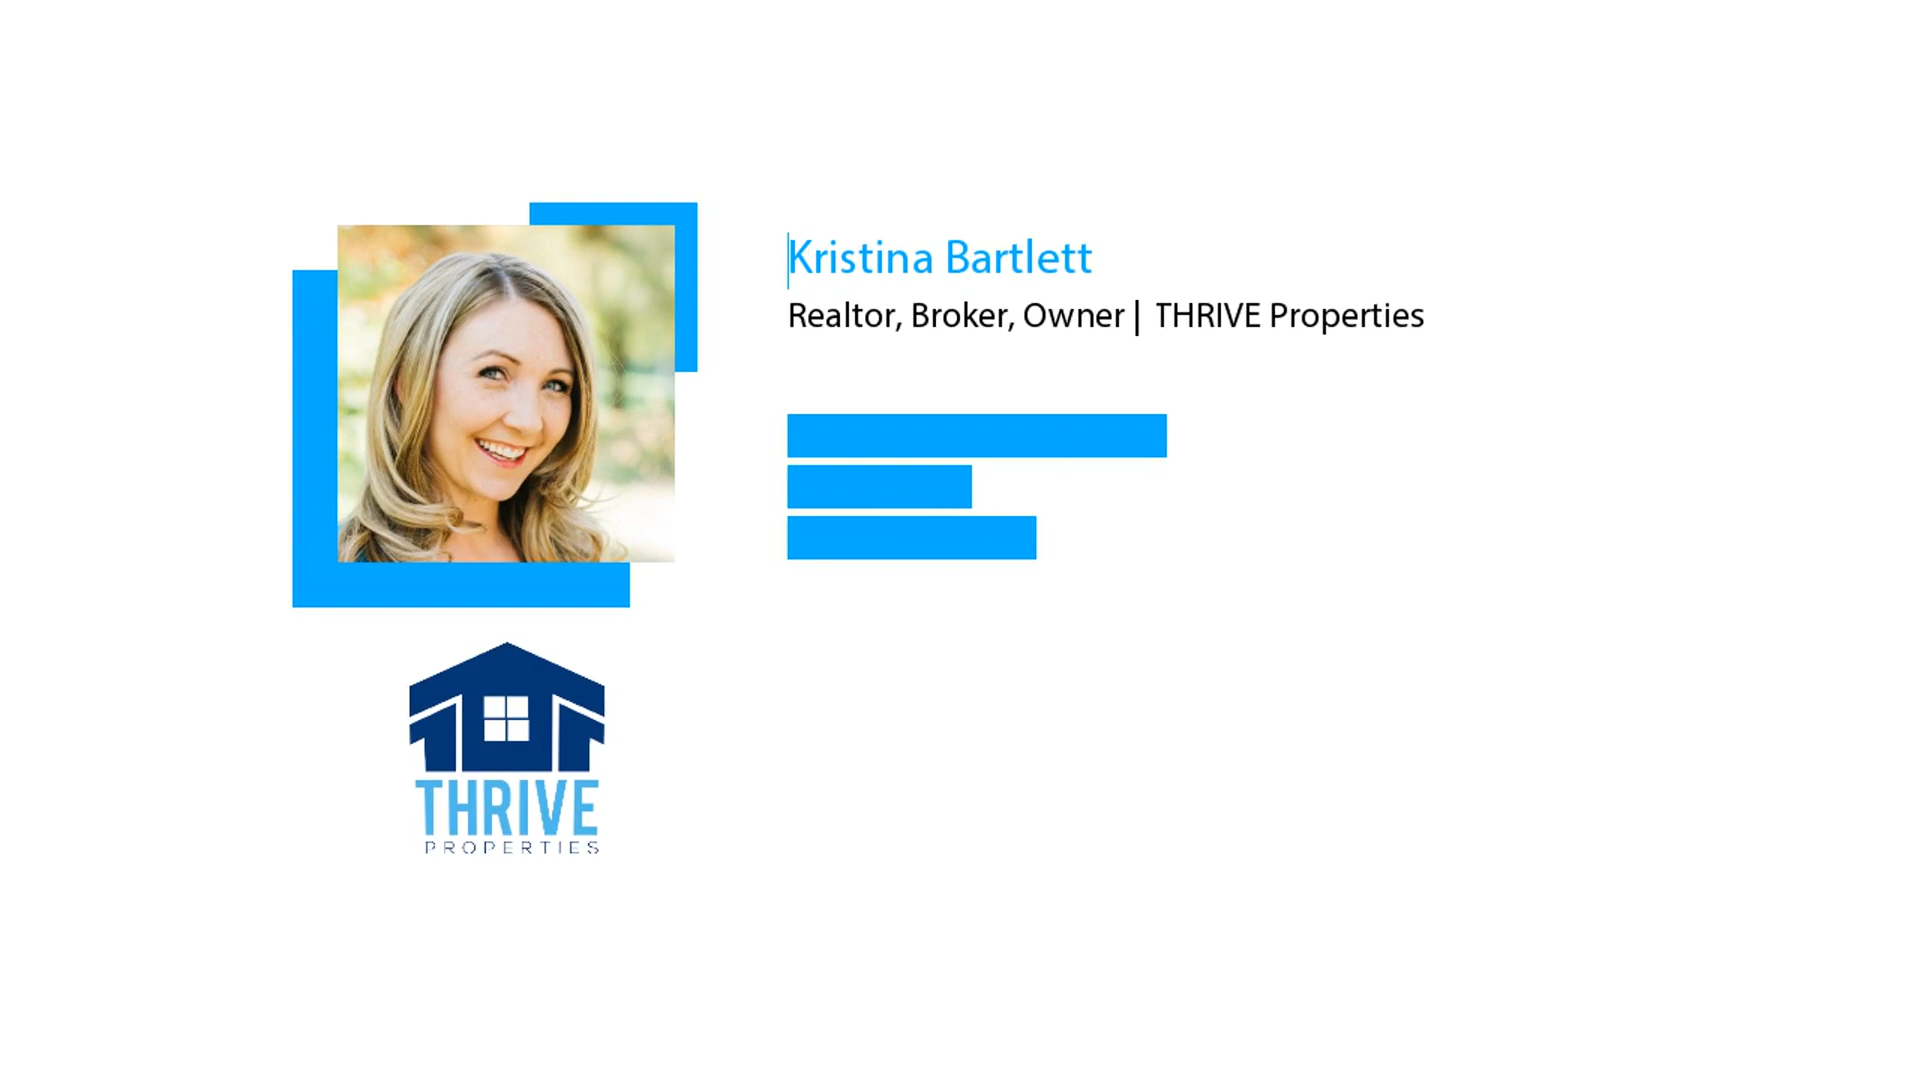 Kristina Bartlett
Realtor, Broker, Owner | THRIVE Properties
THRIVE
PROPERTIES